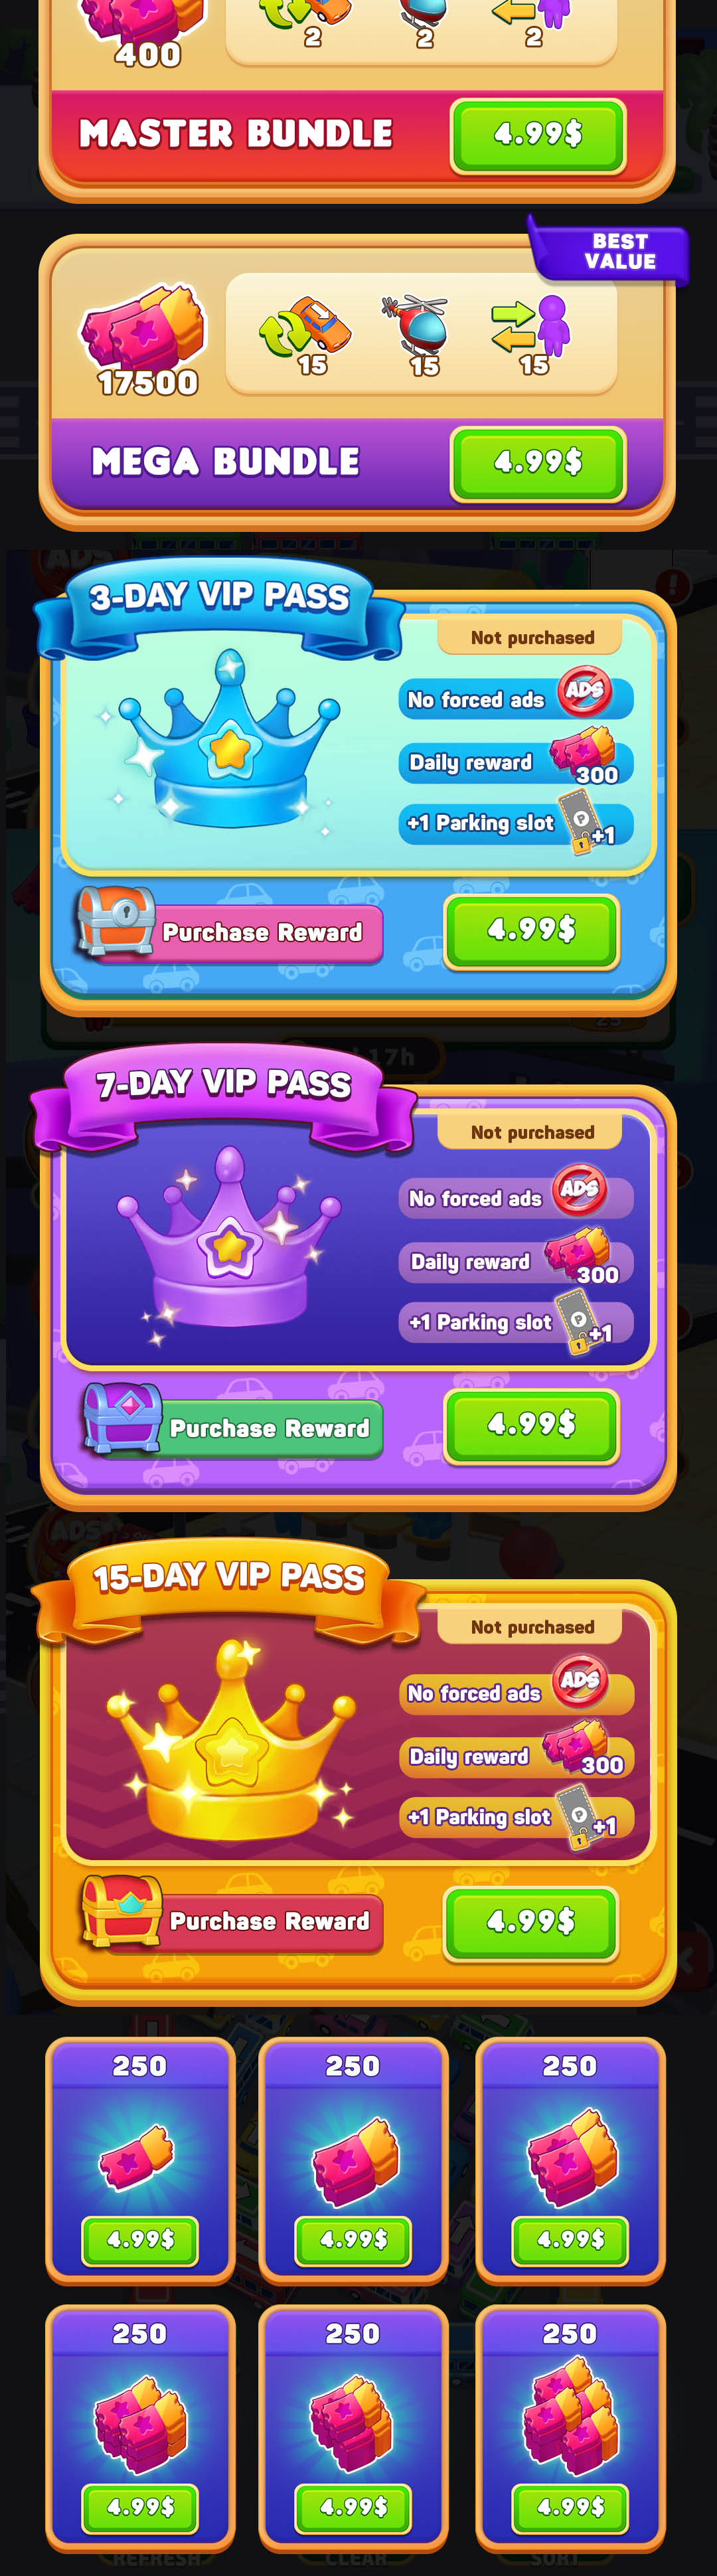 400
2
2
2
MASTER BUNDLE
4.99$
BEST
VALUE
17500
15
15
15
MEGA BUNDLE
4.99$
3-DAY VIP PASS
Not purchased
No forced ads
ADS
Daily reward
300
+1 Parking slot
P
+1
Purchase Reward
4.99$
17h
7-DAY VIP PASS
Not purchased
No forced ads
ADS
Daily reward
300
+1 Parking slot
P
+1
Purchase Reward
4.99$
ADS
15-DAY VIP PASS
Not purchased
No forced ads
ADS
Daily reward
300
+1 Parking slot
P
+1
Purchase Reward
4.99$
250
250
250
4.99$
4.99$
4.99$
250
250
250
4.99$
4.99$
4.99$
REFRESH
CLEAR
SORT